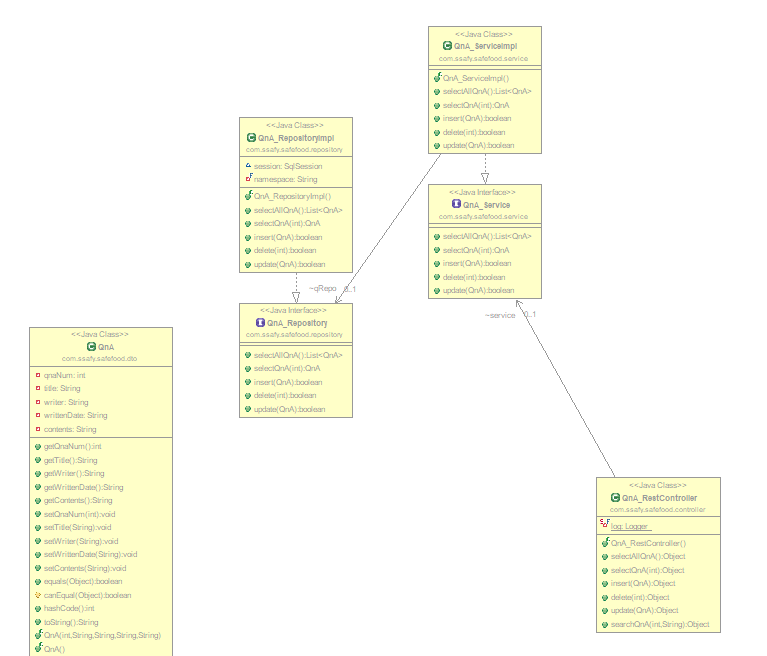 <<Java Class>>
QnA_ServiceImpl
com.ssafy.safefood.service
QnA_ServiceImpl()
selectAllQnA():List<QnA>
selectQnA(int):QnA
insert(QnA):boolean
delete(int):boolean
update(QnA):boolean
<<Java Class>>
QnA_RepositoryImpl
com.ssafy.safefood.repository
session: SqlSession
namespace: String
QnA_RepositoryImpl()
selectAllQnA():List<QnA>
selectQnA(int):QnA
insert(QnA):boolean
delete(int):boolean
update(QnA):boolean
<<Java Interface>>
QnA_Service
com.ssafy.safefood.service
selectAllQnA():List<QnA>
selectQnA(int):QnA
insert(QnA):boolean
delete(int):boolean
update(QnA):boolean
~qRepo 0..1
<<Java Interface>>
QnA_Repository
com.ssafy.safefood.repository
selectAllQnA():List<QnA>
selectQnA(int):QnA
insert(QnA):boolean
delete(int):boolean
update(QnA):boolean
~service 0..1
<<Java Class>>
QnA
com.ssafy.safefood.dto
qnaNum: int
title: String
writer: String
writtenDate: String
contents: String
getQnaNum():int
getTitle():String
getWriter():String
getWrittenDate():String
getContents():String
setQnaNum(int):void
setTitle(String):void
setWriter(String):void
setWrittenDate(String):void
setContents(String):void
equals(Object):boolean
canEqual(Object):boolean
hashCode():int
toString():String
QnA(int,String,String,String,String)
QnA()
<<Java Class>>
QnA_RestController
com.ssafy.safefood.controller
log: Logger
QnA_RestController()
selectAllQnA():Object
selectQnA(int):Object
insert(QnA):Object
delete(int):Object
update(QnA):Object
searchQnA(int,String):Object